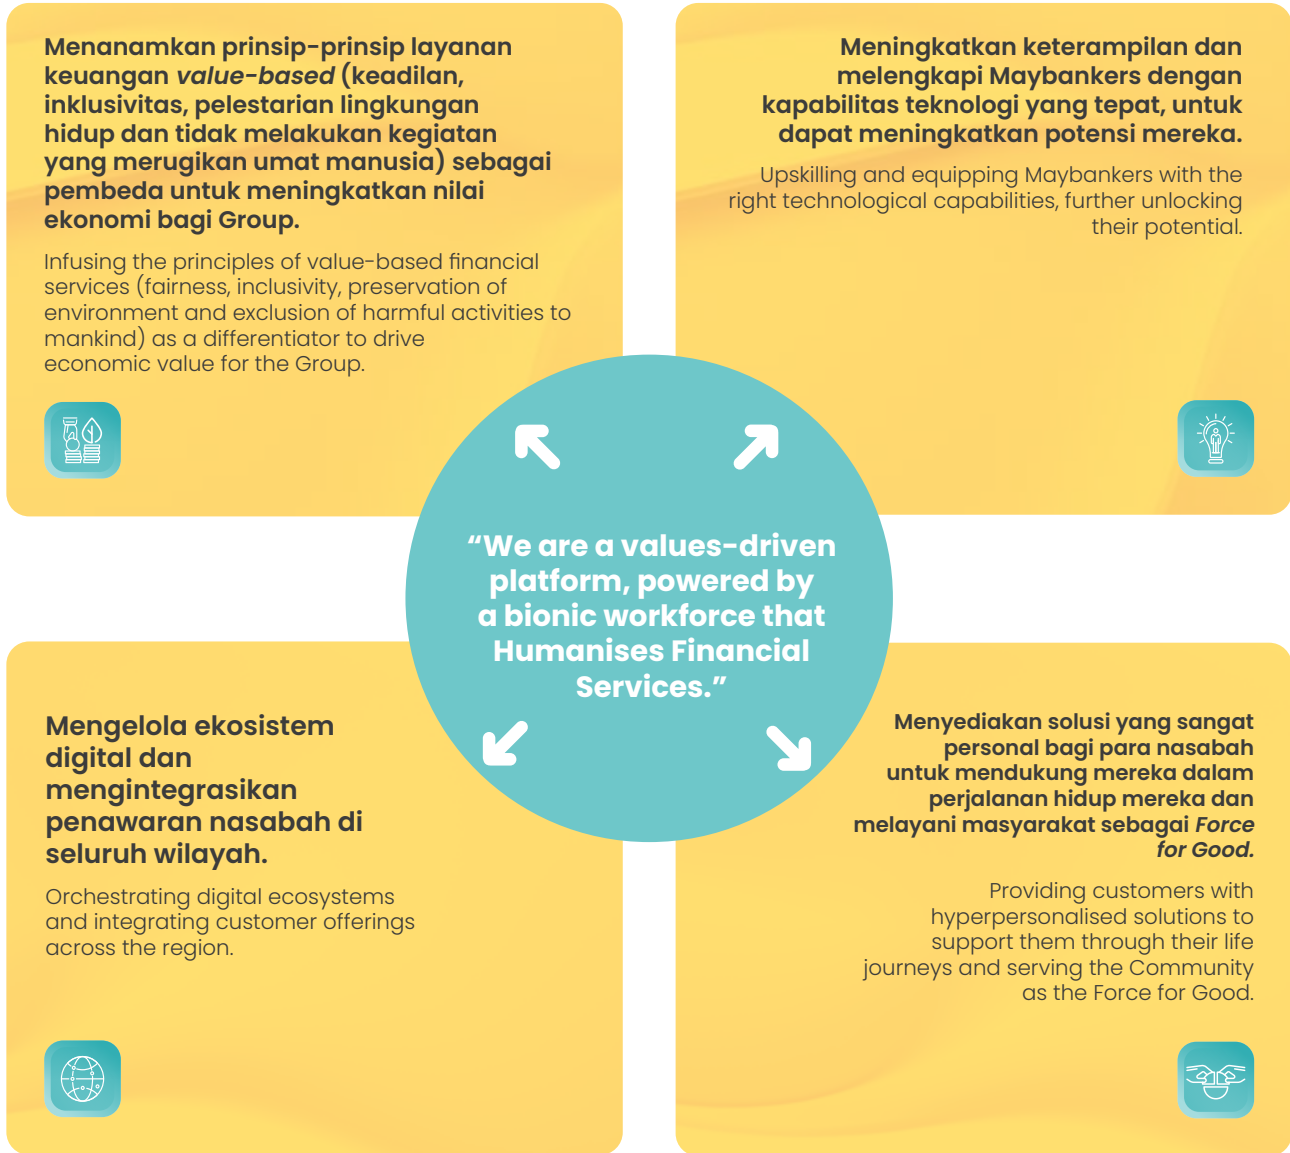 Menanamkan prinsip-prinsip layanan
keuangan value-based (keadilan,
inklusivitas, pelestarian lingkungan
hidup dan tidak melakukan kegiatan
yang merugikan umat manusia) sebagai
pembeda untuk meningkatkan nilai
ekonomi bagi Group.
Infusing the principles of value-based financial
services (fairness, inclusivity, preservation of
environment and exclusion of harmful activities to
mankind) as a differentiator to drive
economic value for the Group.
Meningkatkan keterampilan dan
melengkapi Maybankers dengan
kapabilitas teknologi yang tepat, untuk
dapat meningkatkan potensi mereka.
Upskilling and equipping Maybankers with the
right technological capabilities, further unlocking
their potential.
“We are a values-driven
platform, powered by
a bionic workforce that
Humanises Financial
Services.”
Mengelola ekosistem
digital dan
mengintegrasikan
penawaran nasabah di
seluruh wilayah.
Orchestrating digital ecosystems
and integrating customer offerings
across the region.
Menyediakan solusi yang sangat
personal bagi para nasabah
untuk mendukung mereka dalam
perjalanan hidup mereka dan
melayani masyarakat sebagai Force
for Good.
Providing customers with
hyperpersonalised solutions to
support them through their life
journeys and serving the Community
as the Force for Good.